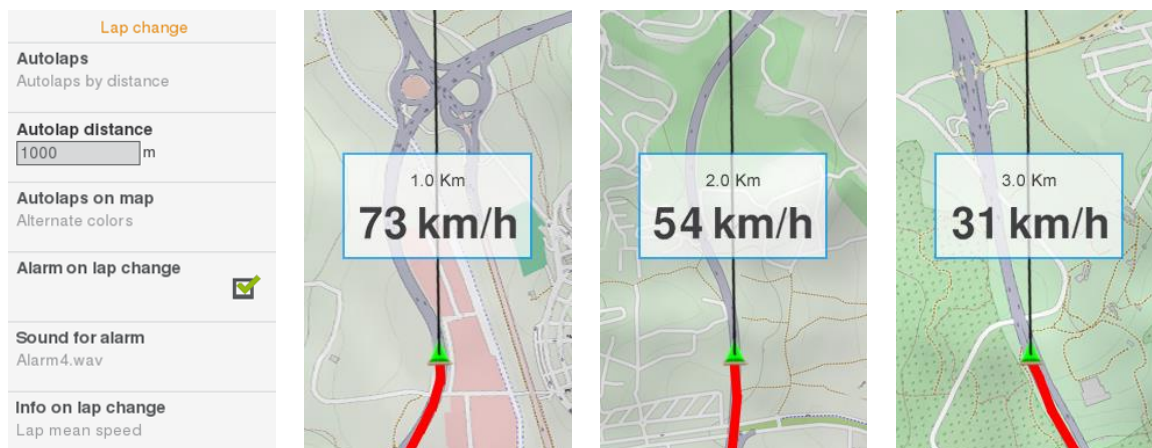 Lap change
Autolaps
Autolaps by distance
Autolap distance
1000 m
Autolaps on map
Alternate colors
Alarm on lap change
Sound for alarm
Alarm4.wav
Info on lap change
Lap mean speed
1.0 Km
73 km/h
2.0 Km
54 km/h
3.0 Km
31 km/h